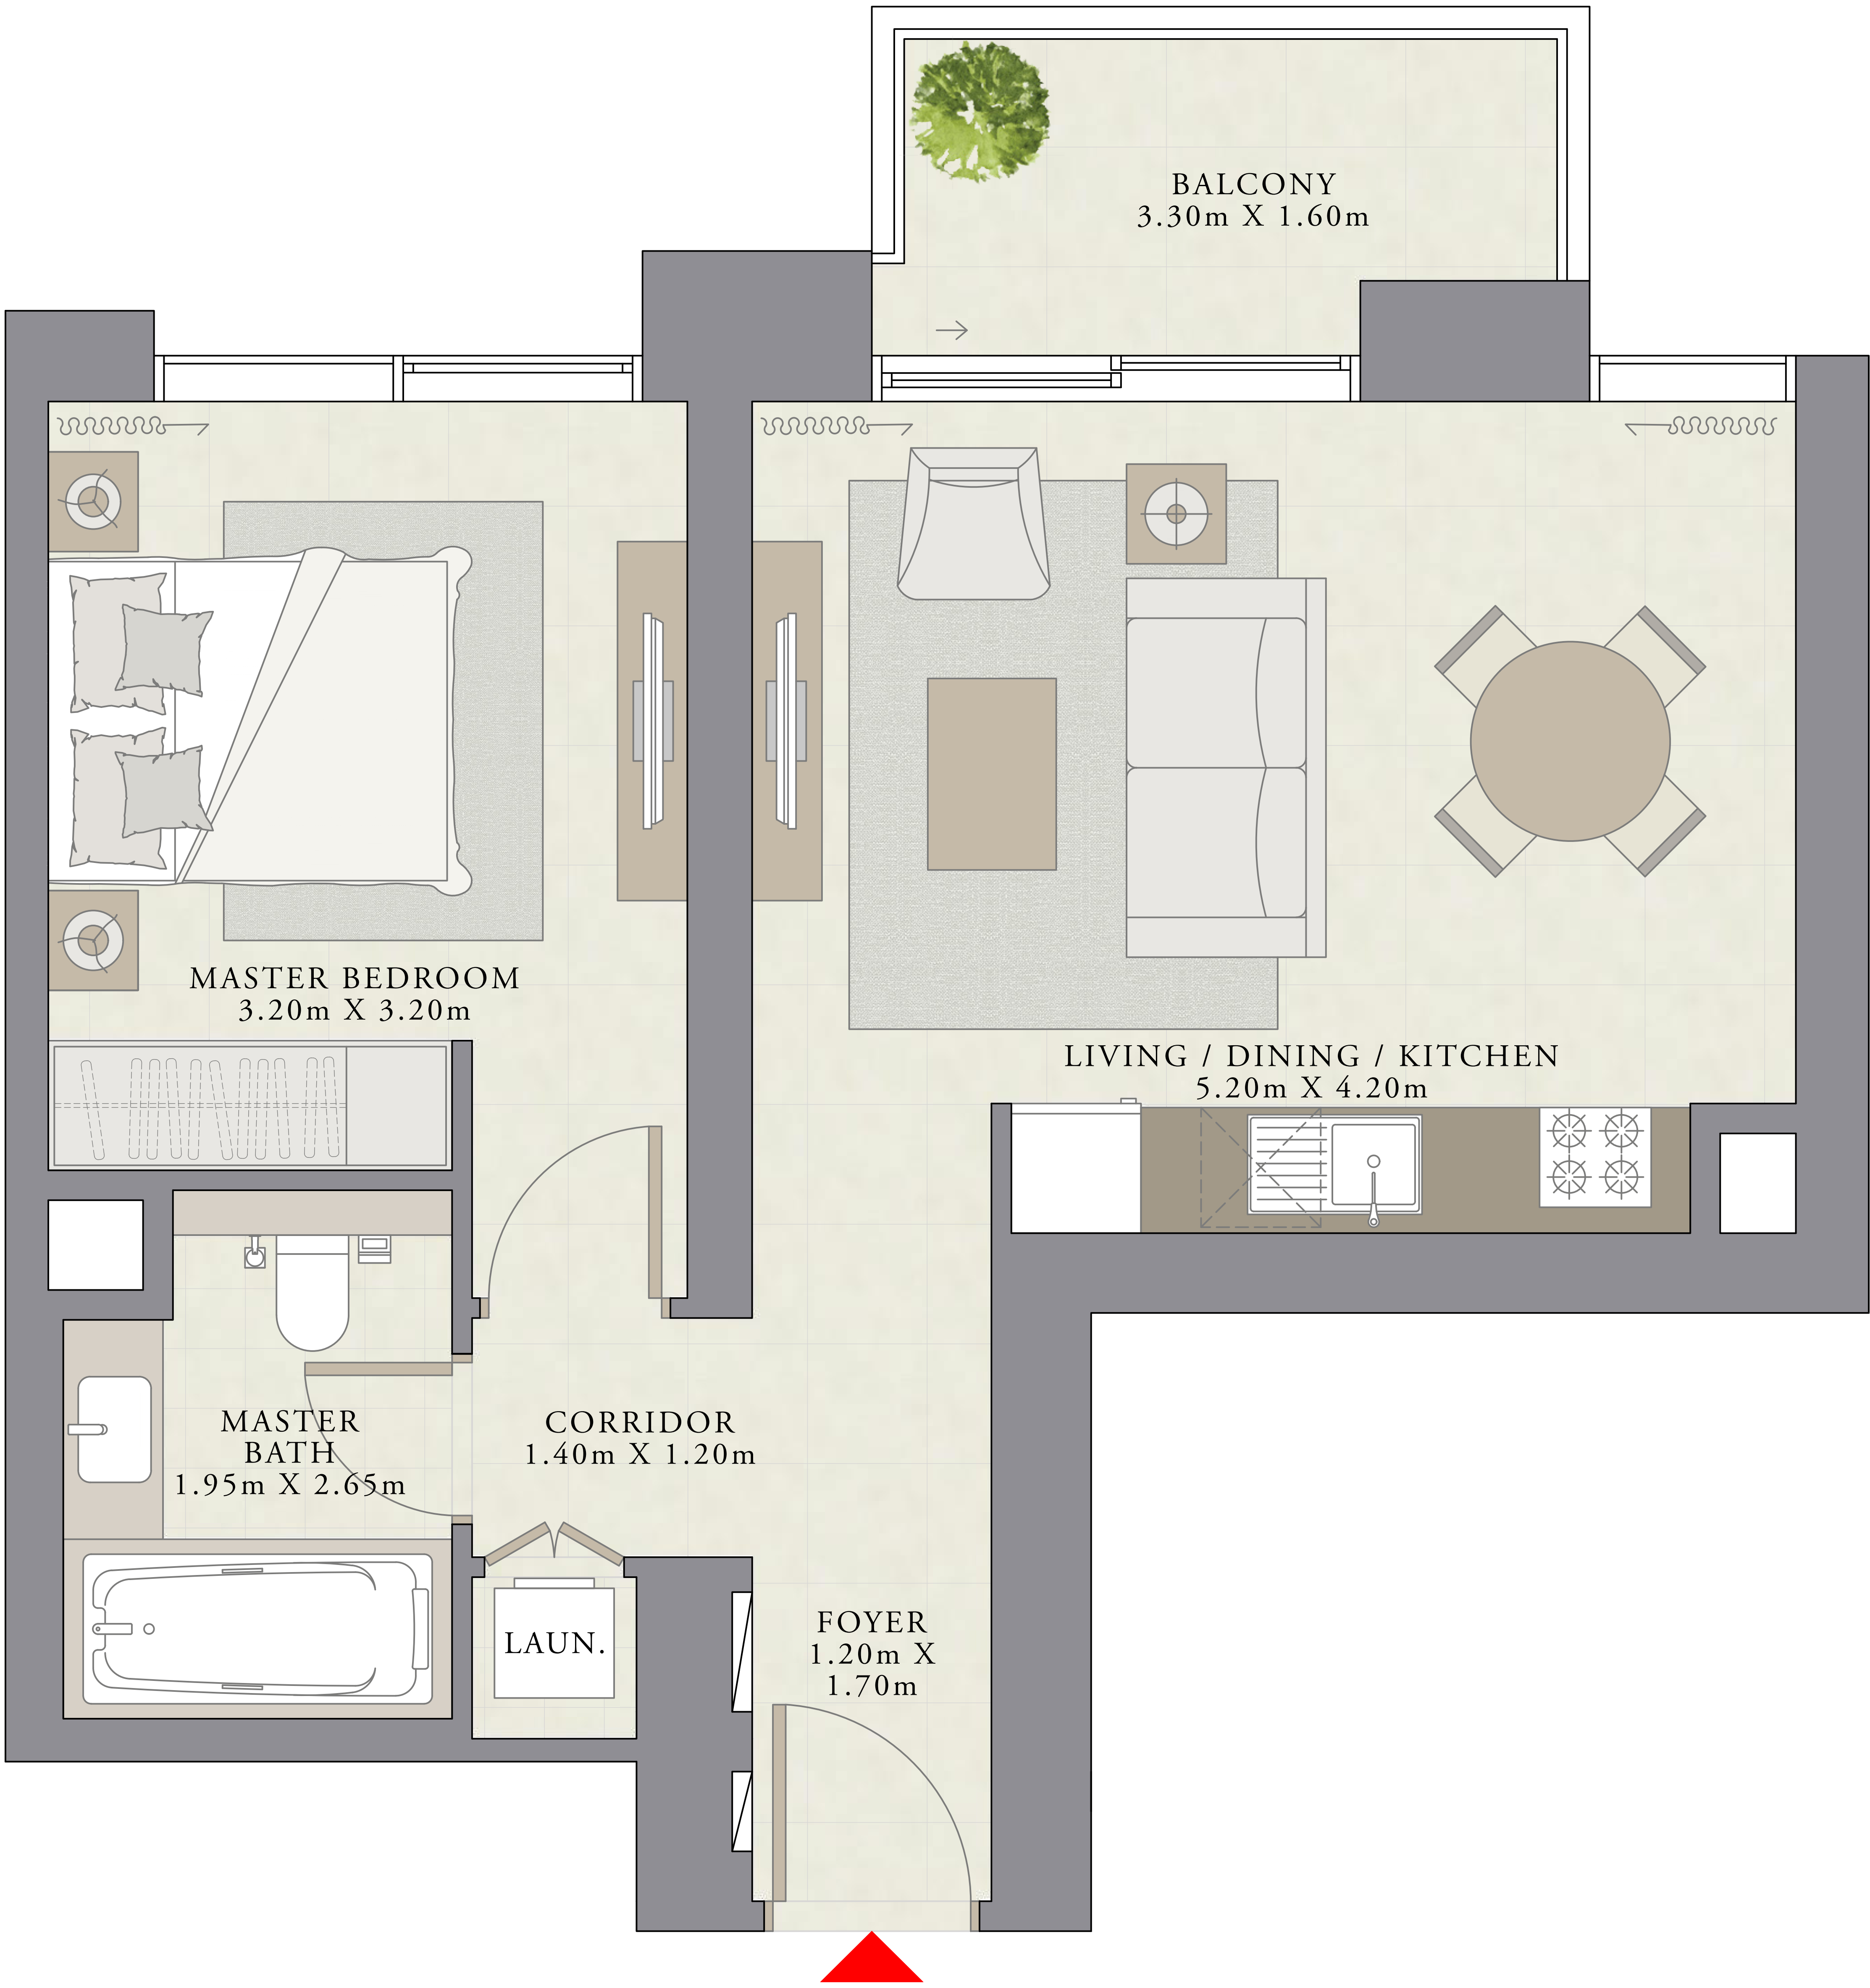 BALCONY
3.30m X 1.60m
MASTER BEDROOM
3.20m X 3.20m
LIVING / DINING / KITCHEN
5.20m X 4.20m
MASTER
BATH
1.95m X 2.65m
CORRIDOR
1.40m X 1.20m
LAUN.
FOYER
1.20m X
1.70m